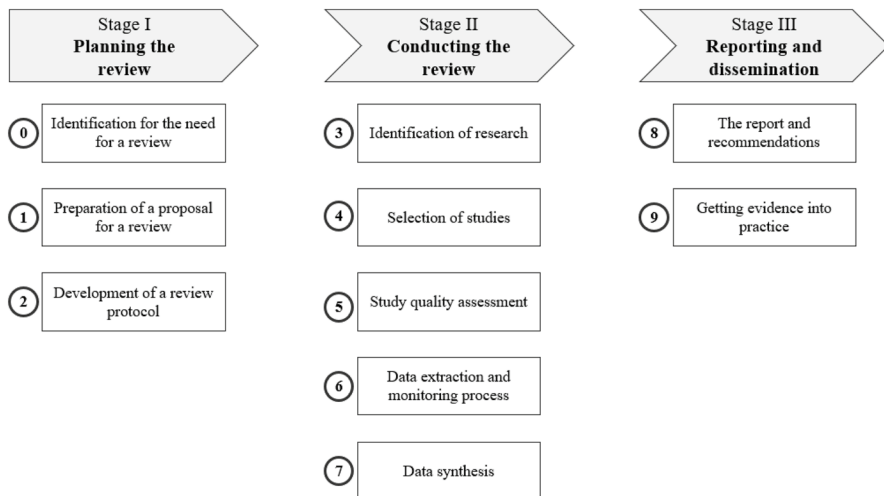 Stage I
Planning the
review
0
Identification for the need
for a review
1
Preparation of a proposal
for a review
2
Development of a review
protocol
Stage II
Conducting the
review
3
Identification of research
4
Selection of studies
5
Study quality assessment
6
Data extraction and
monitoring process
7
Data synthesis
Stage III
Reporting and
dissemination
8
The report and
recommendations
9
Getting evidence into
practice